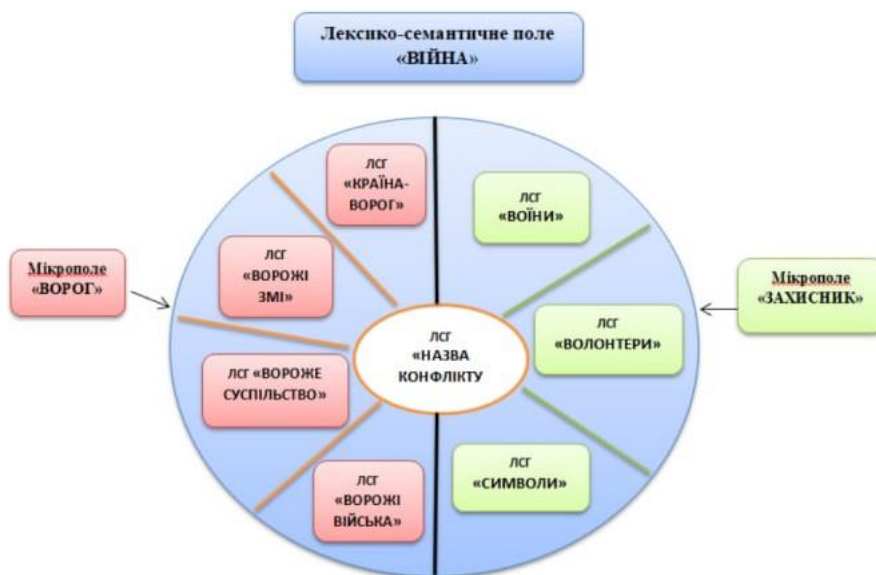 Лексико-семантичне поле
«ВІЙНА»
ЛСГ
«КРАЇНА-
ВОРОГ»
ЛСГ
«ВОЇНИ»
Мікрополе
«ВОРОГ»
ЛСГ
«ВОРОЖІ
ЗМІ»
Мікрополе
«ЗАХИСНИК»
ЛСГ
«НАЗВА
КОНФЛІКТУ
ЛСГ
«ВОЛОНТЕРИ»
ЛСГ «ВОРОЖЕ
СУСПІЛЬСТВО»
ЛСГ
«ВОРОЖІ
ВІЙСЬКА»
ЛСГ
«СИМВОЛИ»